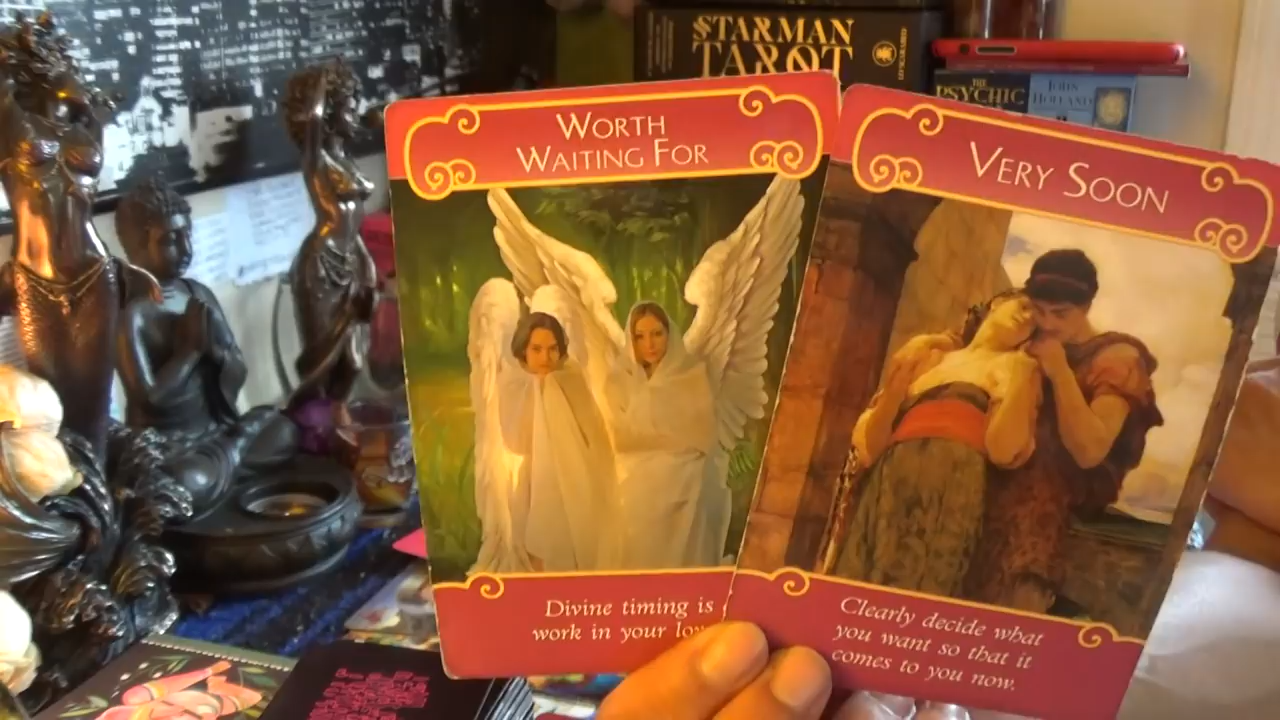 STARMAN
TAROT
THE
PSYCHIC
JOHN
HOLLAND
WORTH
WAITING FOR
VERY SOON
Divine timing is
work in your
Clearly decide what
you want so that it
comes to you now.